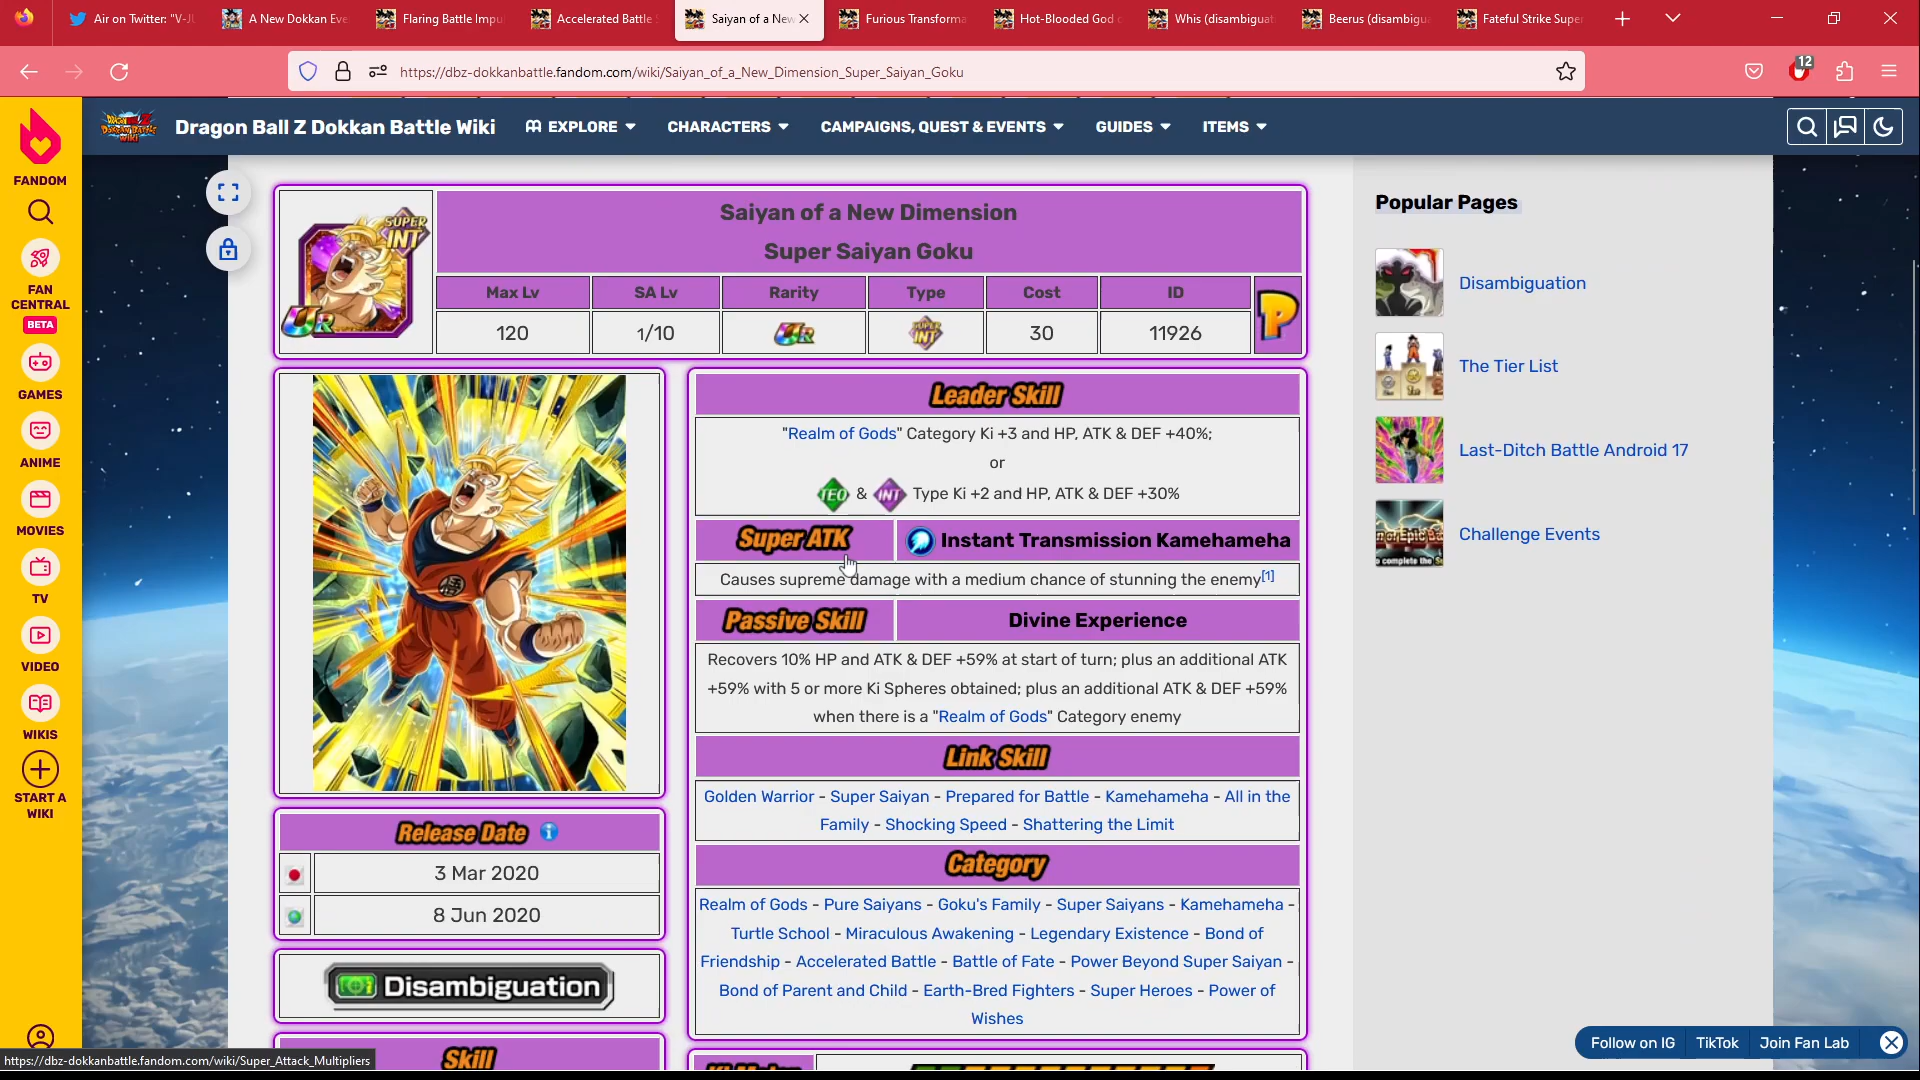 Air on Twitter: "V-JU
A New Dokkan Eve
Flaring Battle Impu
Accelerated Battle
Saiyan of a New
Furious Transforma
Hot-Blooded God o
Whis (disambiguat
Beerus (disambigua
Fateful Strike Super
https://dbz-dokkanbattle.fandom.com/wiki/Saiyan_of_a_New_Dimension_Super_Saiyan_Goku
12
Dragon Ball Z Dokkan Battle Wiki
EXPLORE
CHARACTERS
CAMPAIGNS, QUEST & EVENTS
GUIDES
ITEMS
FANDOM
FAN
CENTRAL
BETA
GAMES
ANIME
MOVIES
TV
VIDEO
WIKIS
START A
WIKI
SUPER
INT
UR
Saiyan of a New Dimension
Super Saiyan Goku
Max Lv SA Lv Rarity Type Cost ID
120 1/10 UR SUPER INT 30 11926
P
Leader Skill
"Realm of Gods" Category Ki +3 and HP, ATK & DEF +40%;
or
TEQ & INT Type Ki +2 and HP, ATK & DEF +30%
Super ATK Instant Transmission Kamehameha
Causes supreme damage with a medium chance of stunning the enemy[1]
Passive Skill Divine Experience
Recovers 10% HP and ATK & DEF +59% at start of turn; plus an additional ATK
+59% with 5 or more Ki Spheres obtained; plus an additional ATK & DEF +59%
when there is a "Realm of Gods" Category enemy
Link Skill
Golden Warrior - Super Saiyan - Prepared for Battle - Kamehameha - All in the
Family - Shocking Speed - Shattering the Limit
Category
Realm of Gods - Pure Saiyans - Goku's Family - Super Saiyans - Kamehameha -
Turtle School - Miraculous Awakening - Legendary Existence - Bond of
Friendship - Accelerated Battle - Battle of Fate - Power Beyond Super Saiyan -
Bond of Parent and Child - Earth-Bred Fighters - Super Heroes - Power of
Wishes
Release Date
3 Mar 2020
8 Jun 2020
Disambiguation
Skill
Popular Pages
Disambiguation
The Tier List
Last-Ditch Battle Android 17
Challenge Events
Follow on IG
TikTok
Join Fan Lab
https://dbz-dokkanbattle.fandom.com/wiki/Super_Attack_Multipliers